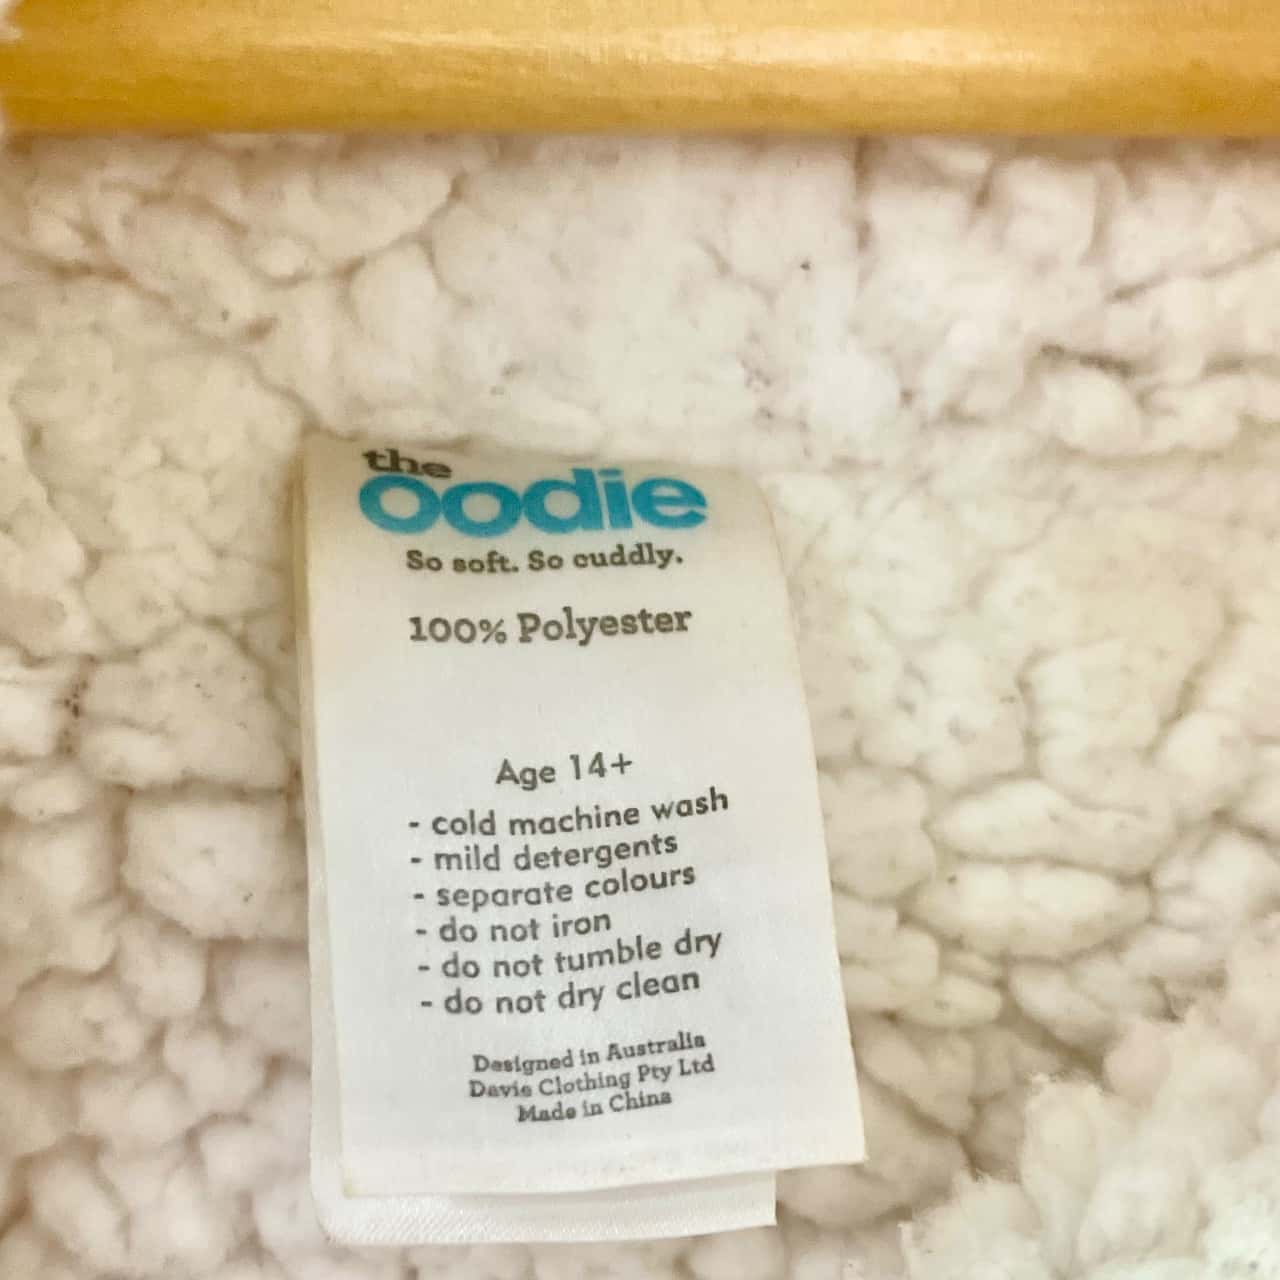 the
oodie
So soft. So cuddly.
100% Polyester
Age 14+
- cold machine wash
- mild detergents
- separate colours
- do not iron
- do not tumble dry
- do not dry clean
Designed in Australia
Davie Clothing Pty Ltd
Made in China